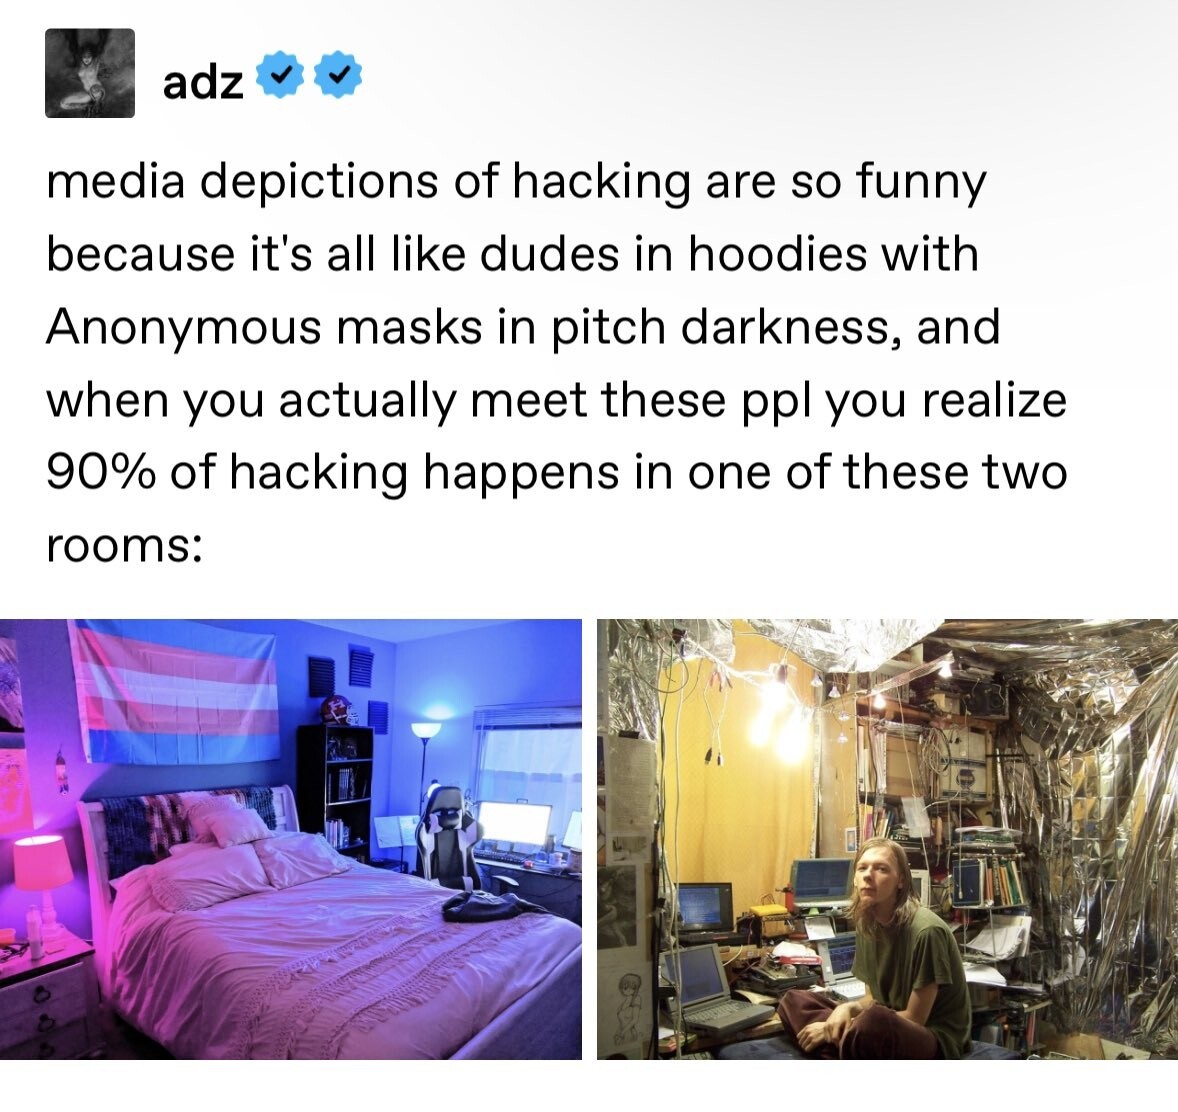 adz
media depictions of hacking are so funny
because it's all like dudes in hoodies with
Anonymous masks in pitch darkness, and
when you actually meet these ppl you realize
90% of hacking happens in one of these two
rooms: